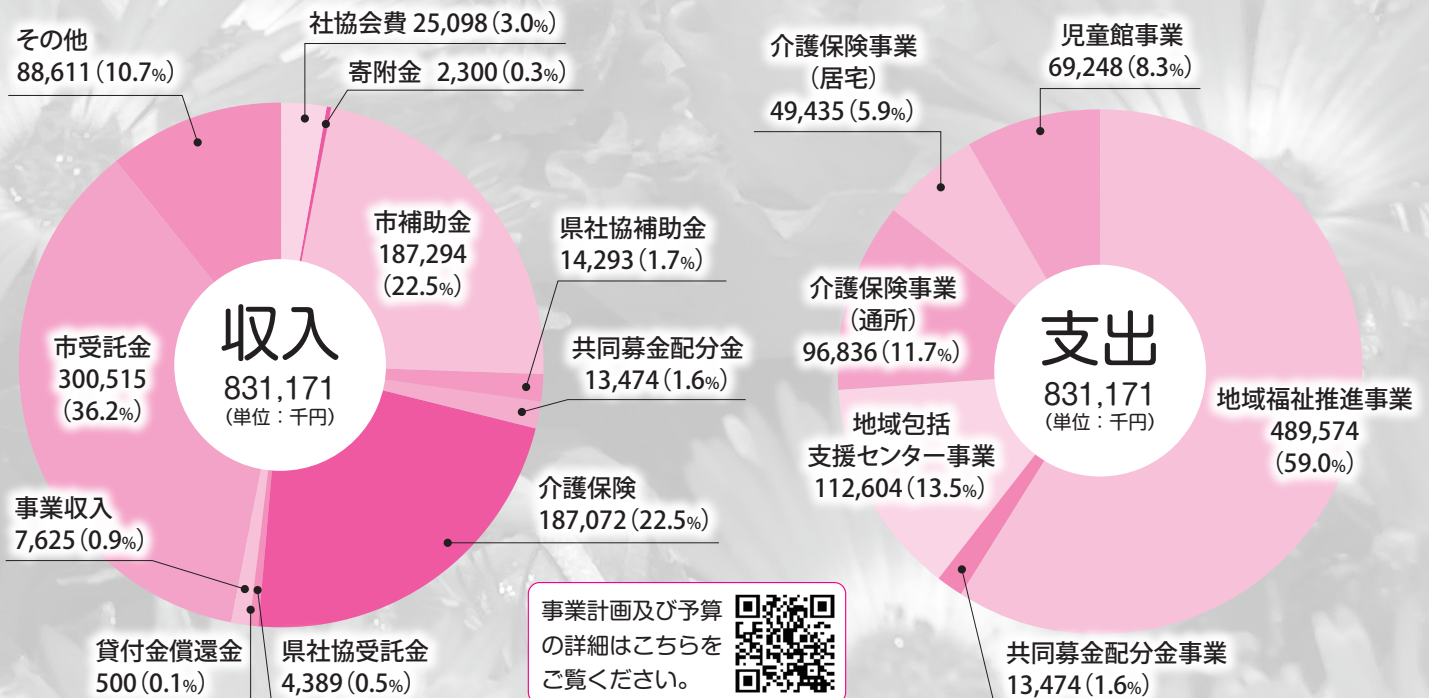 社協会費 25,098(3.0%)
寄附金 2,300(0.3%)
その他
88,611(10.7%)
市補助金
187,294
(22.5%)
県社協補助金
14,293(1.7%)
共同募金配分金
13,474(1.6%)
収入
831,171
(単位:千円)
市受託金
300,515
(36.2%)
介護保険
187,072(22.5%)
事業収入
7,625(0.9%)
貸付金償還金
500(0.1%)
県社協受託金
4,389(0.5%)
事業計画及び予算
の詳細はこちらを
ご覧ください。
児童館事業
69,248(8.3%)
介護保険事業
(居宅)
49,435(5.9%)
介護保険事業
(通所)
96,836(11.7%)
支出
831,171
(単位:千円)
地域福祉推進事業
489,574
(59.0%)
地域包括
支援センター事業
112,604(13.5%)
共同募金配分金事業
13,474(1.6%)